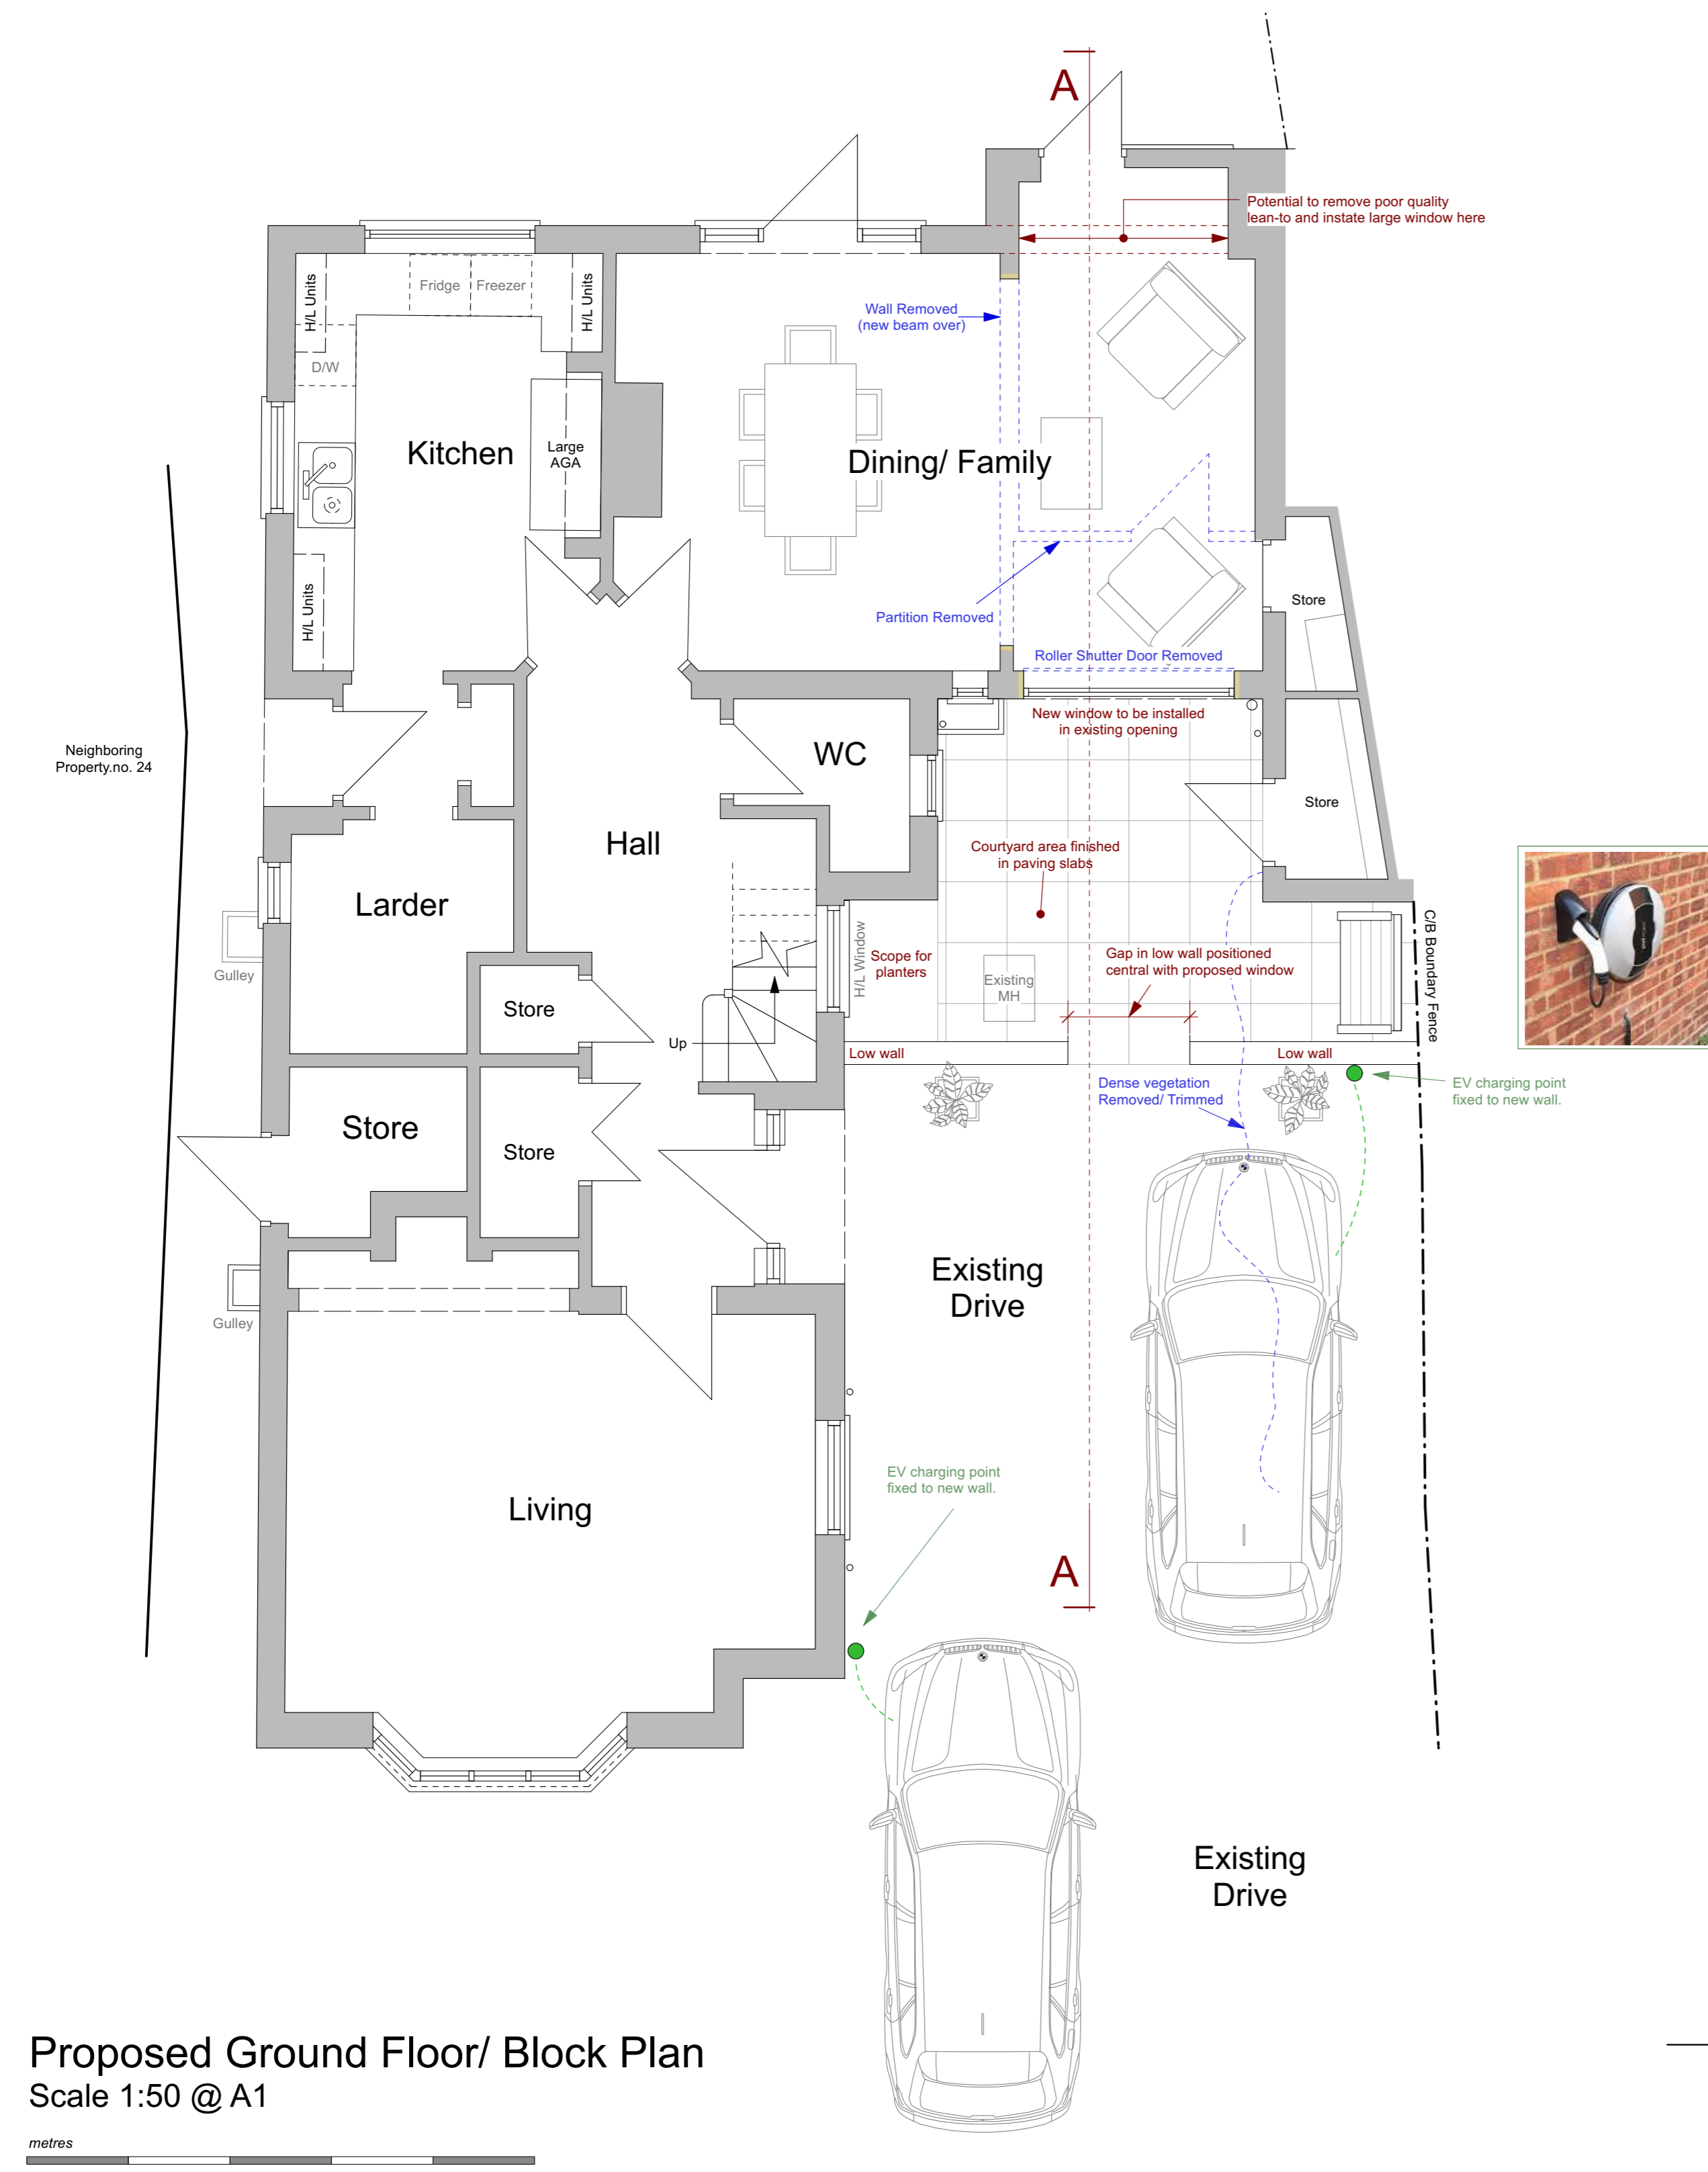 A
Potential to remove poor quality
lean-to and instate large window here
H/L Units
Fridge
Freezer
H/L Units
Wall Removed
(new beam over)
D/W
Kitchen
Large
AGA
Dining/ Family
H/L Units
Store
Partition Removed
Roller Shutter Door Removed
New window to be installed
in existing opening
Neighboring
Property.no. 24
WC
Store
Hall
Courtyard area finished
in paving slabs
Larder
H/L Window
Scope for
planters
Gap in low wall positioned
central with proposed window
C/B Boundary Fence
Gulley
Existing
MH
Store
Up
Low wall
Low wall
Dense vegetation
Removed/ Trimmed
EV charging point
fixed to new wall.
Store
Store
Existing
Drive
Gulley
EV charging point
fixed to new wall.
Living
A
Existing
Drive
Proposed Ground Floor/ Block Plan
Scale 1:50 @ A1
metres